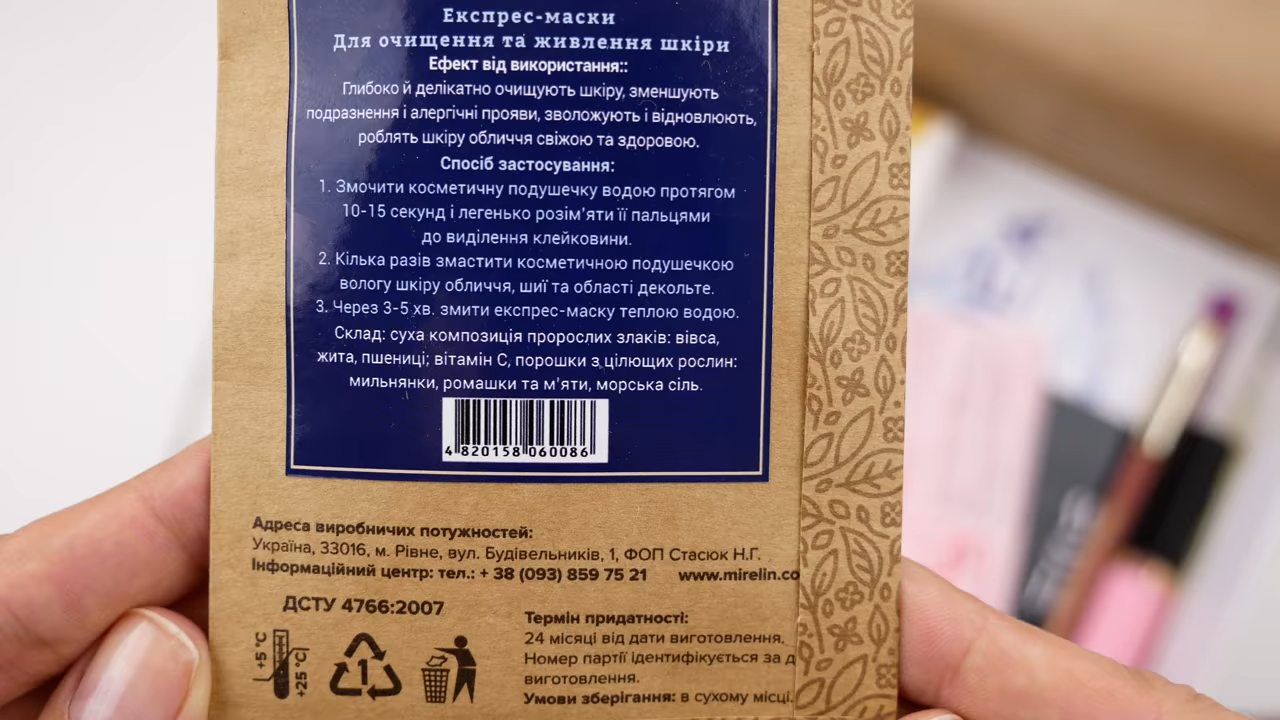 Експрес-маски
Для очищення та живлення шкіри
Ефект від використання::
Глибоко й делікатно очищують шкіру, зменшують
подразнення і алергічні прояви, зволожують і відновлюють,
роблять шкіру обличчя свіжою та здоровою.
Спосіб застосування:
1. Змочити косметичну подушечку водою протягом
10-15 секунд і легенько розім'яти її пальцями
до виділення клейковини.
2. Кілька разів змастити косметичною подушечкою
вологу шкіру обличчя, шиї та області декольте.
3. Через 3-5 хв. змити експрес-маску теплою водою.
Склад: суха композиція пророслих злаків: вівса,
жита, пшениці; вітамін С, порошки з цілющих рослин:
мильнянки, ромашки та м'яти, морська сіль.
4 820158 060086
Адреса виробничих потужностей:
Україна, 33016, м. Рівне, вул. Будівельників, 1, ФОП Стасюк Н.Г.
Інформаційний центр: тел.: + 38 (093) 859 75 21 www.mirelin.co
ДСТУ 4766:2007
+5 °C
+25 °C
1
Термін придатності:
24 місяці від дати виготовлення.
Номер партії ідентифікується за д
виготовлення.
Умови зберігання: в сухому місці.